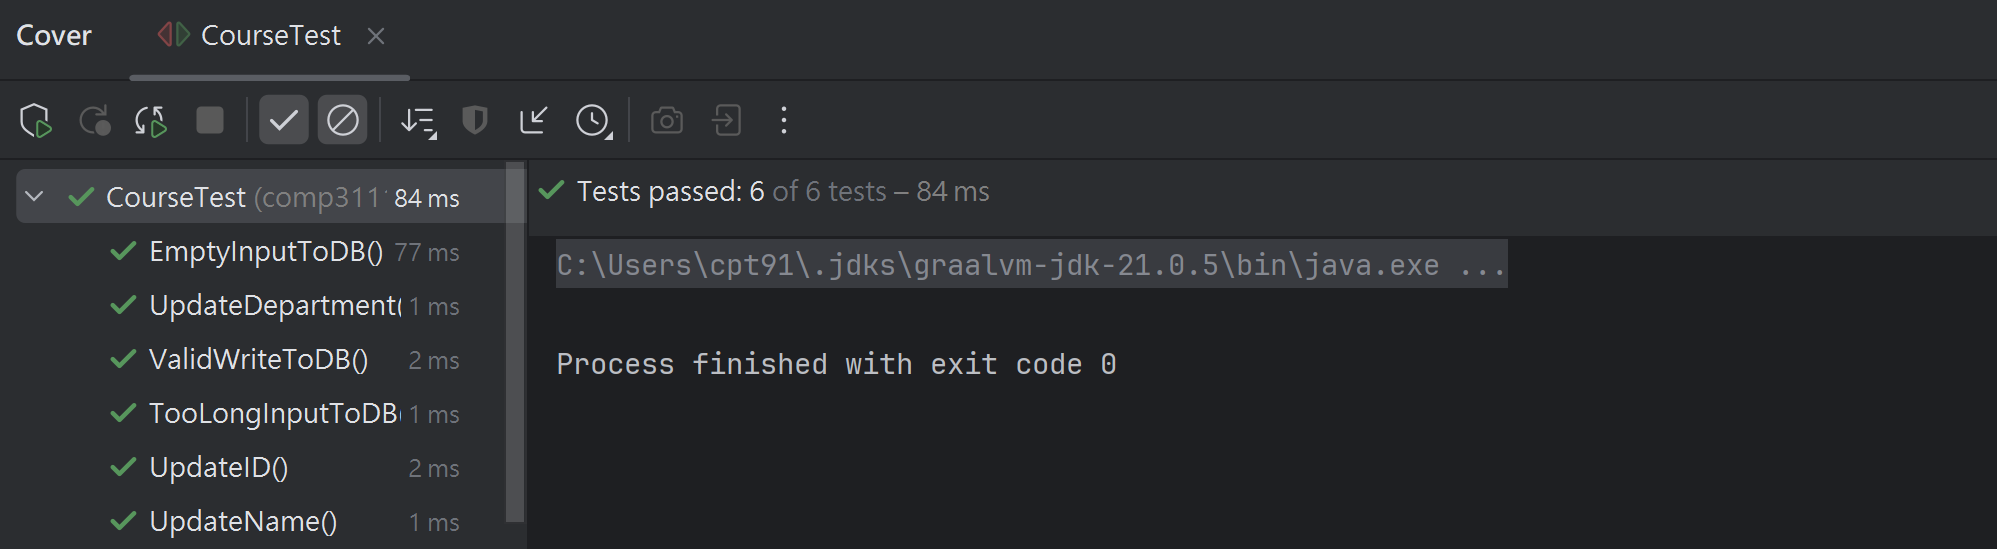 Cover CourseTest
CourseTest (comp311 84 ms
Tests passed: 6 of 6 tests – 84 ms
EmptyInputToDB() 77 ms
UpdateDepartment( 1 ms
ValidWriteToDB() 2 ms
TooLongInputToDB( 1 ms
UpdateID() 2 ms
UpdateName() 1 ms
C:\Users\cpt91\.jdks\graalvm-jdk-21.0.5\bin\java.exe ...
Process finished with exit code 0